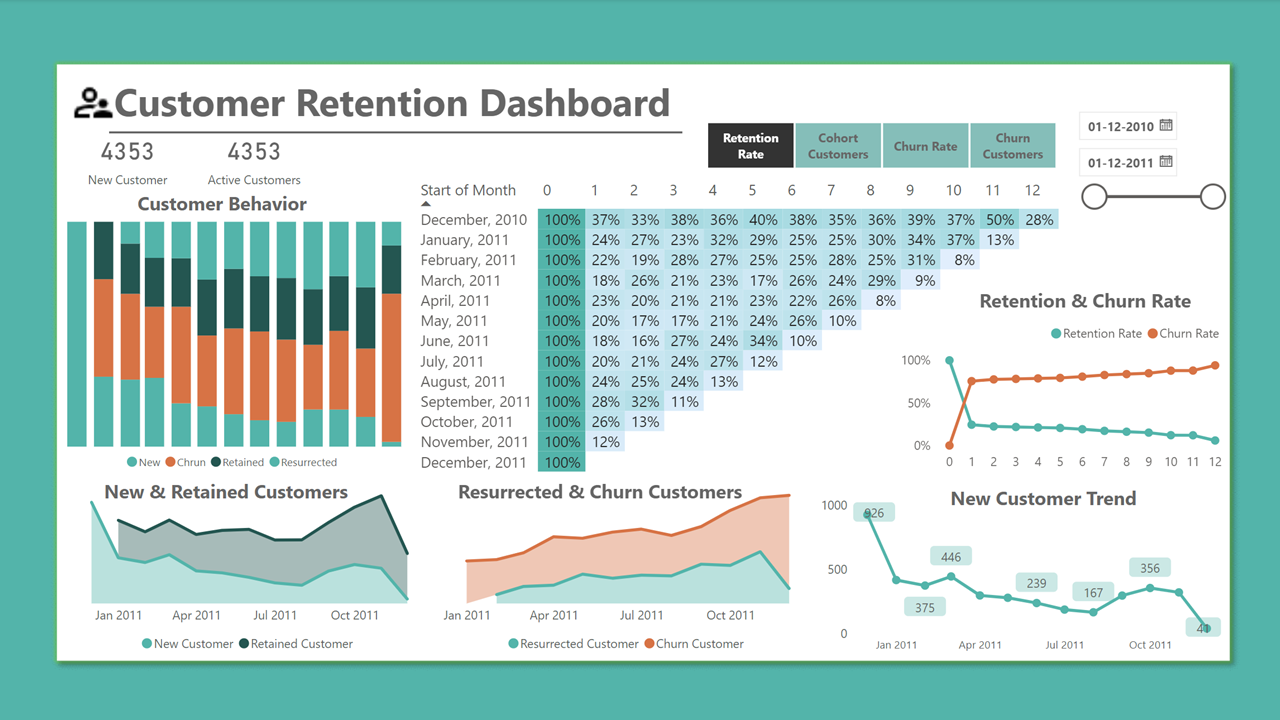 Customer Retention Dashboard
4353
New Customer
4353
Active Customers
Retention Rate
Cohort Customers
Churn Rate
Churn Customers
01-12-2010
01-12-2011
Customer Behavior
New Chrun Retained Resurrected
Start of Month 0 1 2 3 4 5 6 7 8 9 10 11 12
December, 2010 100% 37% 33% 38% 36% 40% 38% 35% 36% 39% 37% 50% 28%
January, 2011 100% 24% 27% 23% 32% 29% 25% 25% 30% 34% 37% 13%
February, 2011 100% 22% 19% 28% 27% 25% 25% 28% 25% 31% 8%
March, 2011 100% 18% 26% 21% 23% 17% 26% 24% 29% 9%
April, 2011 100% 23% 20% 21% 21% 23% 22% 26% 8%
May, 2011 100% 20% 17% 17% 21% 24% 26% 10%
June, 2011 100% 18% 16% 27% 24% 34% 10%
July, 2011 100% 20% 21% 24% 27% 12%
August, 2011 100% 24% 25% 24% 13%
September, 2011 100% 28% 32% 11%
October, 2011 100% 26% 13%
November, 2011 100% 12%
December, 2011 100%
Retention & Churn Rate
Retention Rate Churn Rate
100%
50%
0%
0 1 2 3 4 5 6 7 8 9 10 11 12
New & Retained Customers
Jan 2011 Apr 2011 Jul 2011 Oct 2011
New Customer Retained Customer
Resurrected & Churn Customers
Jan 2011 Apr 2011 Jul 2011 Oct 2011
Resurrected Customer Churn Customer
New Customer Trend
1000
500
0
926
375
446
239
167
356
41
Jan 2011 Apr 2011 Jul 2011 Oct 2011